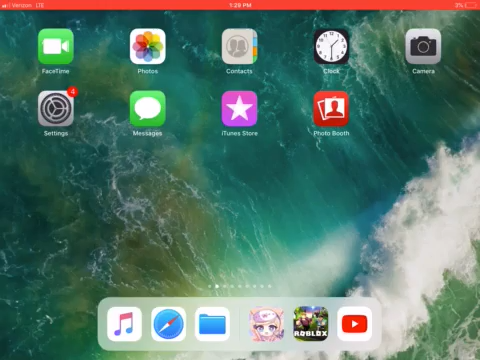 Verizon LTE 1:29 PM 3%
FaceTime Photos Contacts Clock Camera
4
Settings Messages iTunes Store Photo Booth
ROBLOX